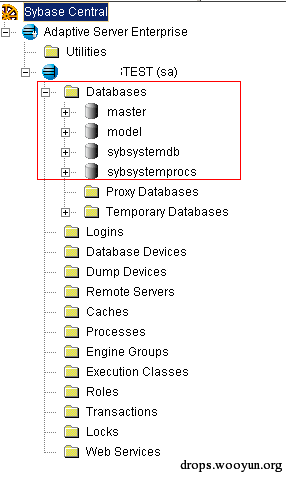 Sybase Central
Adaptive Server Enterprise
Utilities
:TEST (sa)
Databases
master
model
sybsystemdb
sybsystemprocs
Proxy Databases
Temporary Databases
Logins
Database Devices
Dump Devices
Remote Servers
Caches
Processes
Engine Groups
Execution Classes
Roles
Transactions
Locks
Web Services
drops.wooyun.org